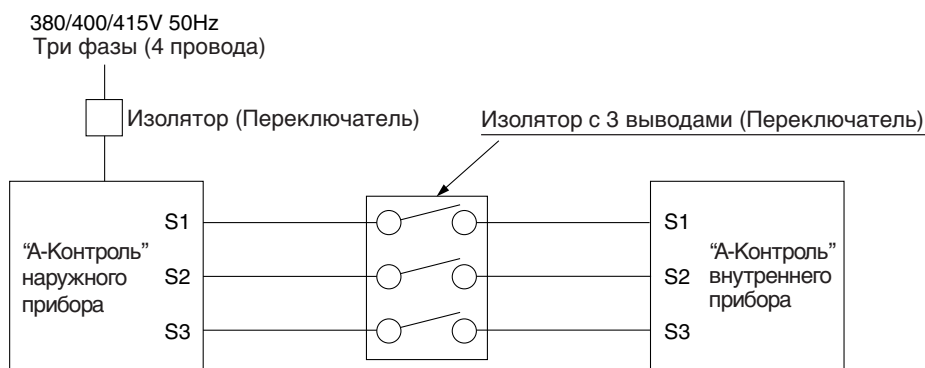 380/400/415V 50Hz
Три фазы (4 провода)
Изолятор (Переключатель)
Изолятор с 3 выводами (Переключатель)
“А-Контроль”
наружного
прибора
S1
S2
S3
S1
S2
S3
“А-Контроль”
внутреннего
прибора